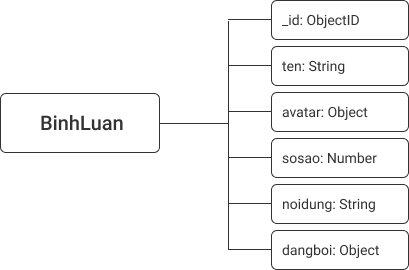 BinhLuan
_id: ObjectID
ten: String
avatar: Object
sosao: Number
noidung: String
dangboi: Object